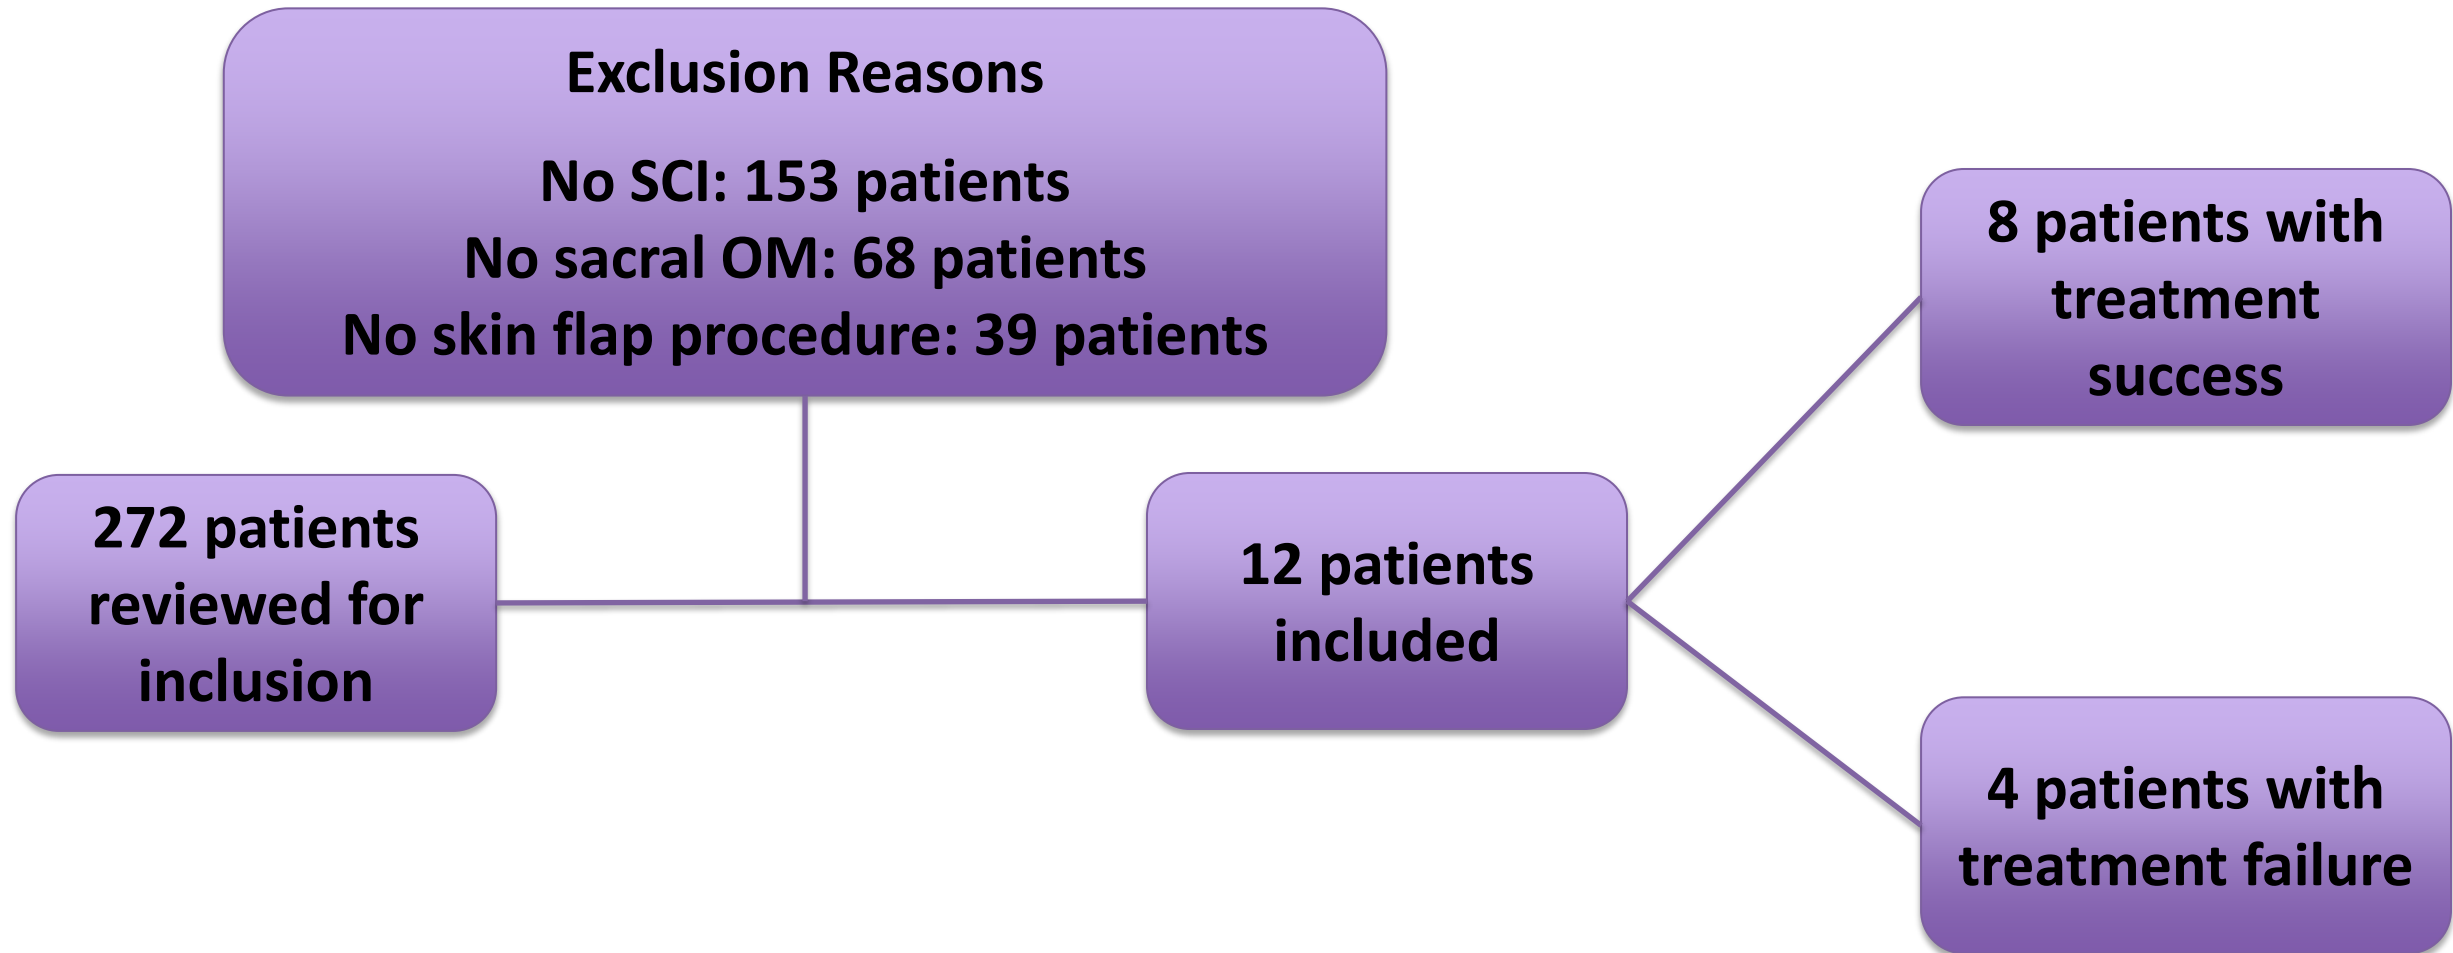 Exclusion Reasons
No SCI: 153 patients
No sacral OM: 68 patients
No skin flap procedure: 39 patients
272 patients
reviewed for
inclusion
12 patients
included
8 patients with
treatment
success
4 patients with
treatment failure